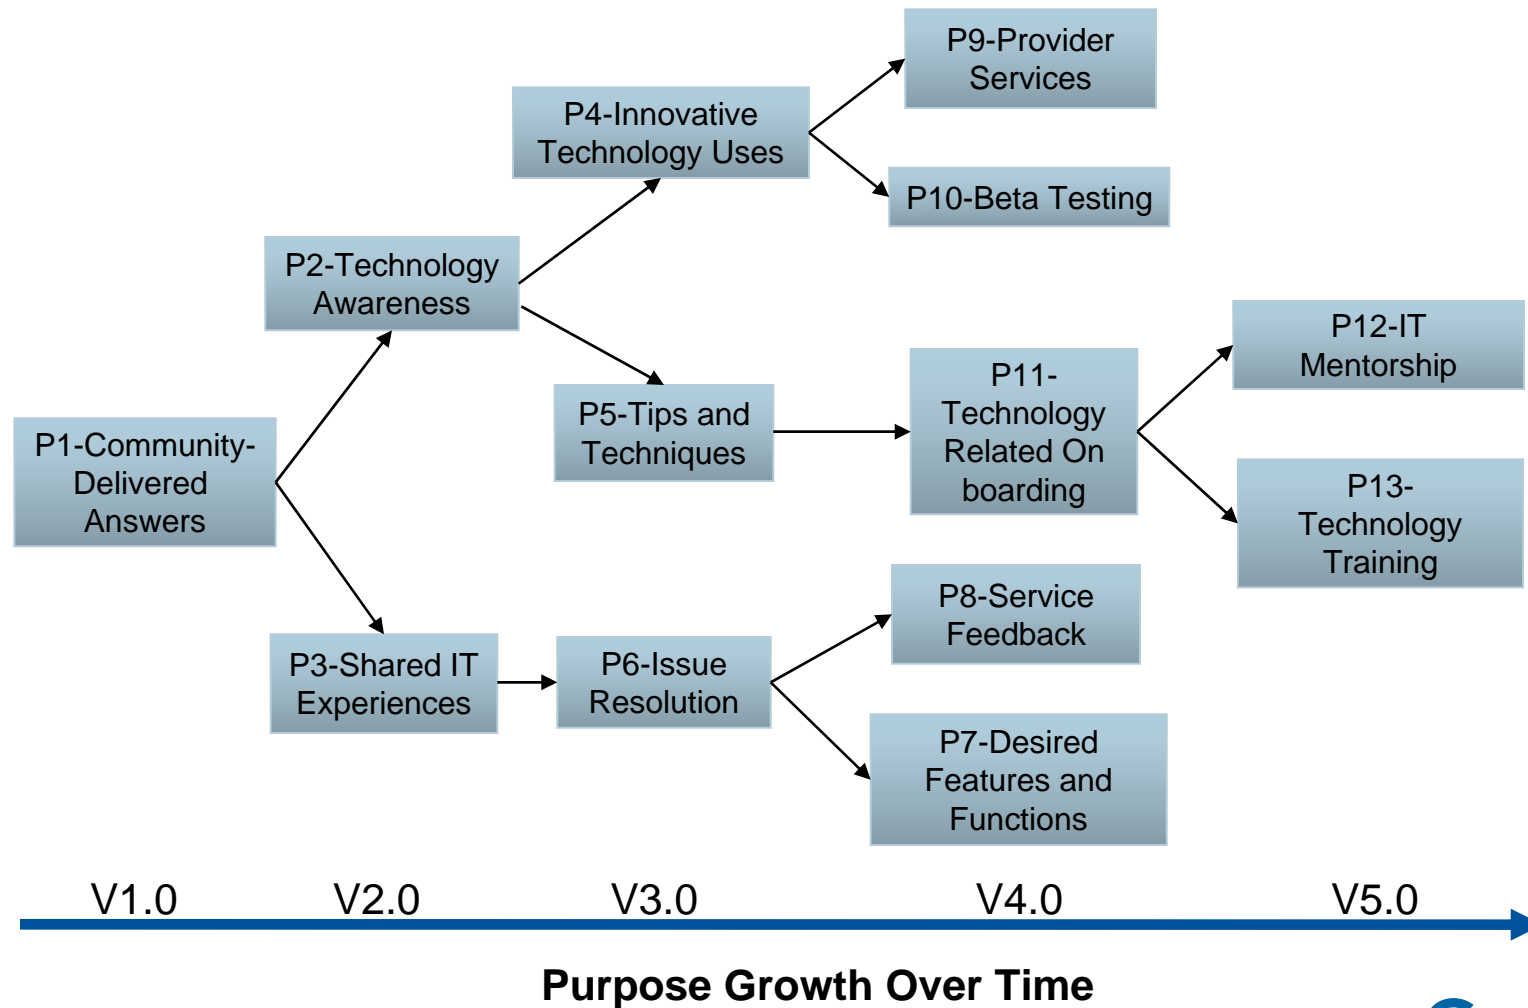 P9-Provider
Services
P4-Innovative
Technology Uses
P10-Beta Testing
P2-Technology
Awareness
P12-IT
Mentorship
P11-
Technology
Related On
boarding
P5-Tips and
Techniques
P1-Community-
Delivered
Answers
P13-
Technology
Training
P8-Service
Feedback
P3-Shared IT
Experiences
P6-Issue
Resolution
P7-Desired
Features and
Functions
V1.0
V2.0
V3.0
V4.0
V5.0
Purpose Growth Over Time